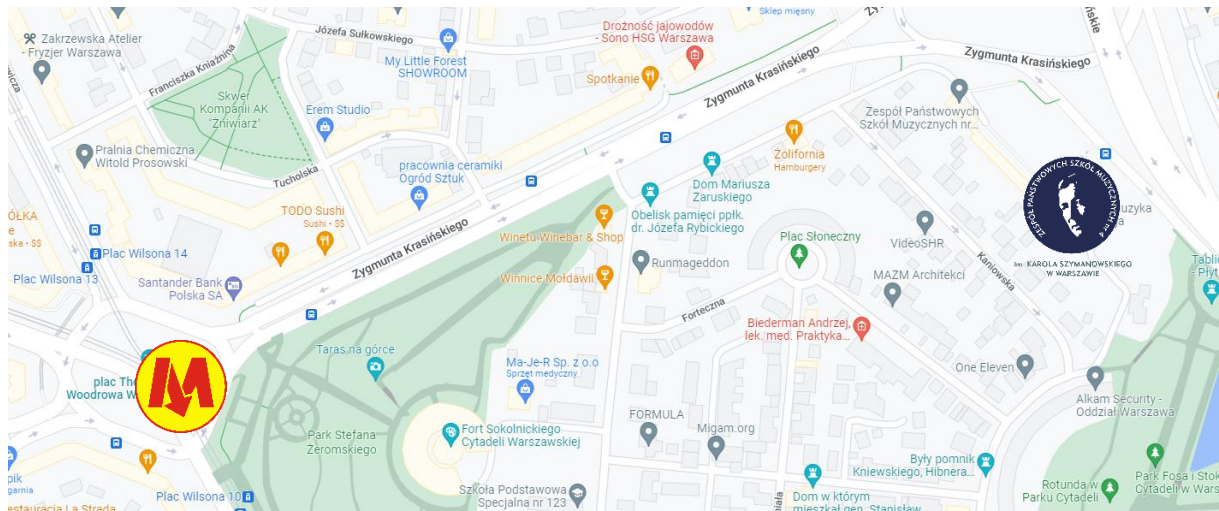 Sklep mięsny
Józefa Sułkowskiego
Drożność jajowodów
- Sono HSG Warszawa
Zakrzewska Atelier
- Fryzjer Warszawa
Franciszka Kniaźnina
My Little Forest
SHOWROOM
Spotkanie
Zygmunta Krasińskiego
Zygmunta Krasińskiego
Skwer
Kompanii AK
"Żniwiarz"
Erem Studio
Zespół Państwowych
Szkół Muzycznych nr...
Pralnia Chemiczna
Witold Prosowski
pracownia ceramiki
Ogród Sztuk
Żolifornia
Hamburgery
Tucholska
Dom Mariusza
Zaruskiego
ZESPÓŁ PAŃSTWOWYCH SZKÓŁ MUZYCZNYCH nr 4
im. KAROLA SZYMANOWSKIEGO
W WARSZAWIE
TODO Sushi
Sushi • $$
Obelisk pamięci ppłk.
dr. Józefa Rybickiego
Zygmunta Krasińskiego
Winetu Winebar & Shop
Plac Słoneczny
VideoSHR
Kaniowska
Plac Wilsona 14
Plac Wilsona 13
Santander Bank
Polska SA
Runmageddon
Winnice Mołdawii
MAZM Architekci
Forteczna
Biederman Andrzej,
lek. med. Praktyka...
Taras na górce
Ma-Je-R Sp. z o.o
Sprzęt medyczny
One Eleven
M
plac
Woodrowa
Alkam Security -
Oddział Warszawa
FORMULA
Migam.org
Fort Sokolnickiego
Cytadeli Warszawskiej
Park Stefana
Żeromskiego
Były pomnik
Kniewskiego, Hibnera...
Szkoła Podstawowa
Specjalna nr 123
Plac Wilsona 10
Rotunda w
Parku Cytadeli
Park Fosa i Stok
Cytadeli w Wars
Dom w którym
mieszkał gen. Stanisław
estauracja La Strada